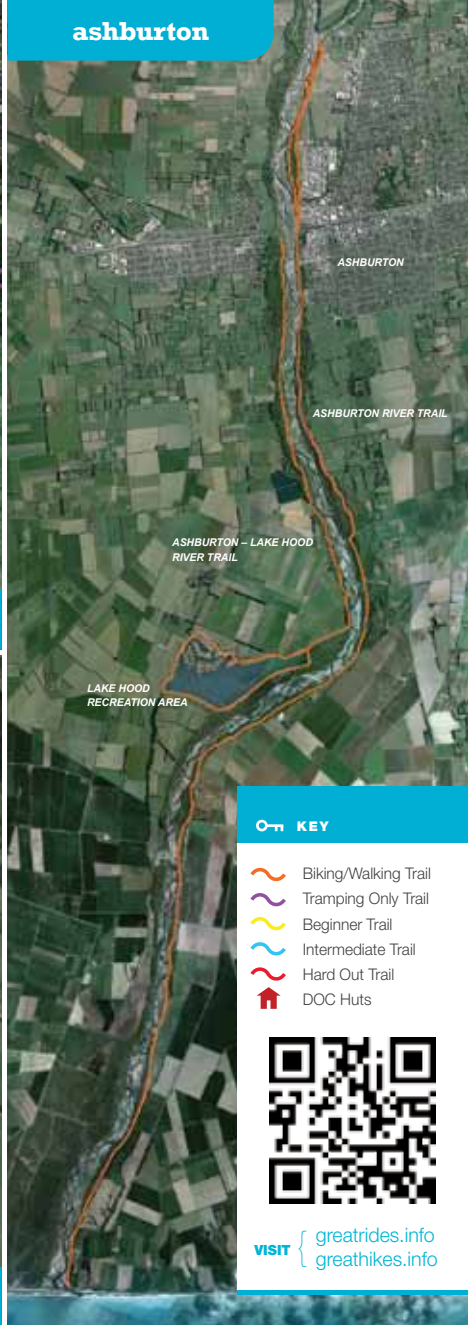 ashburton
ASHBURTON
ASHBURTON RIVER TRAIL
ASHBURTON – LAKE HOOD
RIVER TRAIL
LAKE HOOD
RECREATION AREA
KEY
Biking/Walking Trail
Tramping Only Trail
Beginner Trail
Intermediate Trail
Hard Out Trail
DOC Huts
VISIT { greatrides.info
greathikes.info